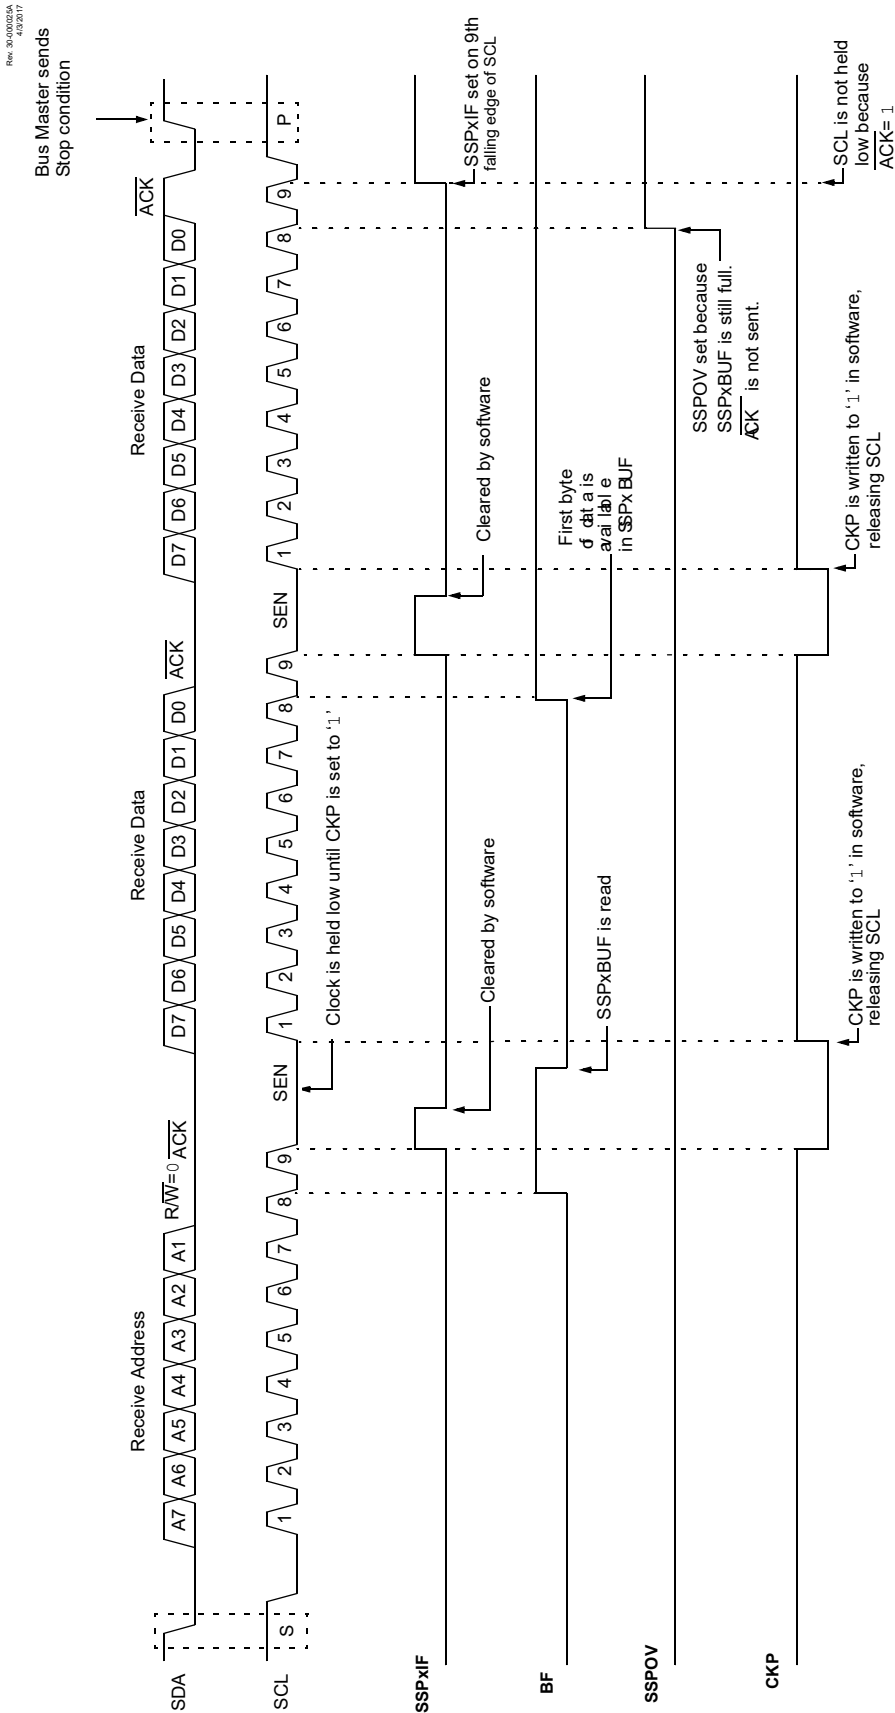 Rev. 30-000025A
4/3/2017
Bus Master sends
Stop condition
Receive Address
Receive Data
Receive Data
SDA
A7 A6 A5 A4 A3 A2 A1 R/W=0 ACK D7 D6 D5 D4 D3 D2 D1 D0 ACK D7 D6 D5 D4 D3 D2 D1 D0 ACK
SCL
S 1 2 3 4 5 6 7 8 9 SEN 1 2 3 4 5 6 7 8 9 SEN 1 2 3 4 5 6 7 8 9 P
Clock is held low until CKP is set to ‘1’
SSPxIF
Cleared by software
Cleared by software
SSPxIF set on 9th
falling edge of SCL
BF
SSPxBUF is read
First byte
of data is
available
in SSPxBUF
SSPOV
SSPOV set because
SSPxBUF is still full.
ACK is not sent.
CKP
CKP is written to ‘1’ in software,
releasing SCL
CKP is written to ‘1’ in software,
releasing SCL
SCL is not held
low because
ACK= 1